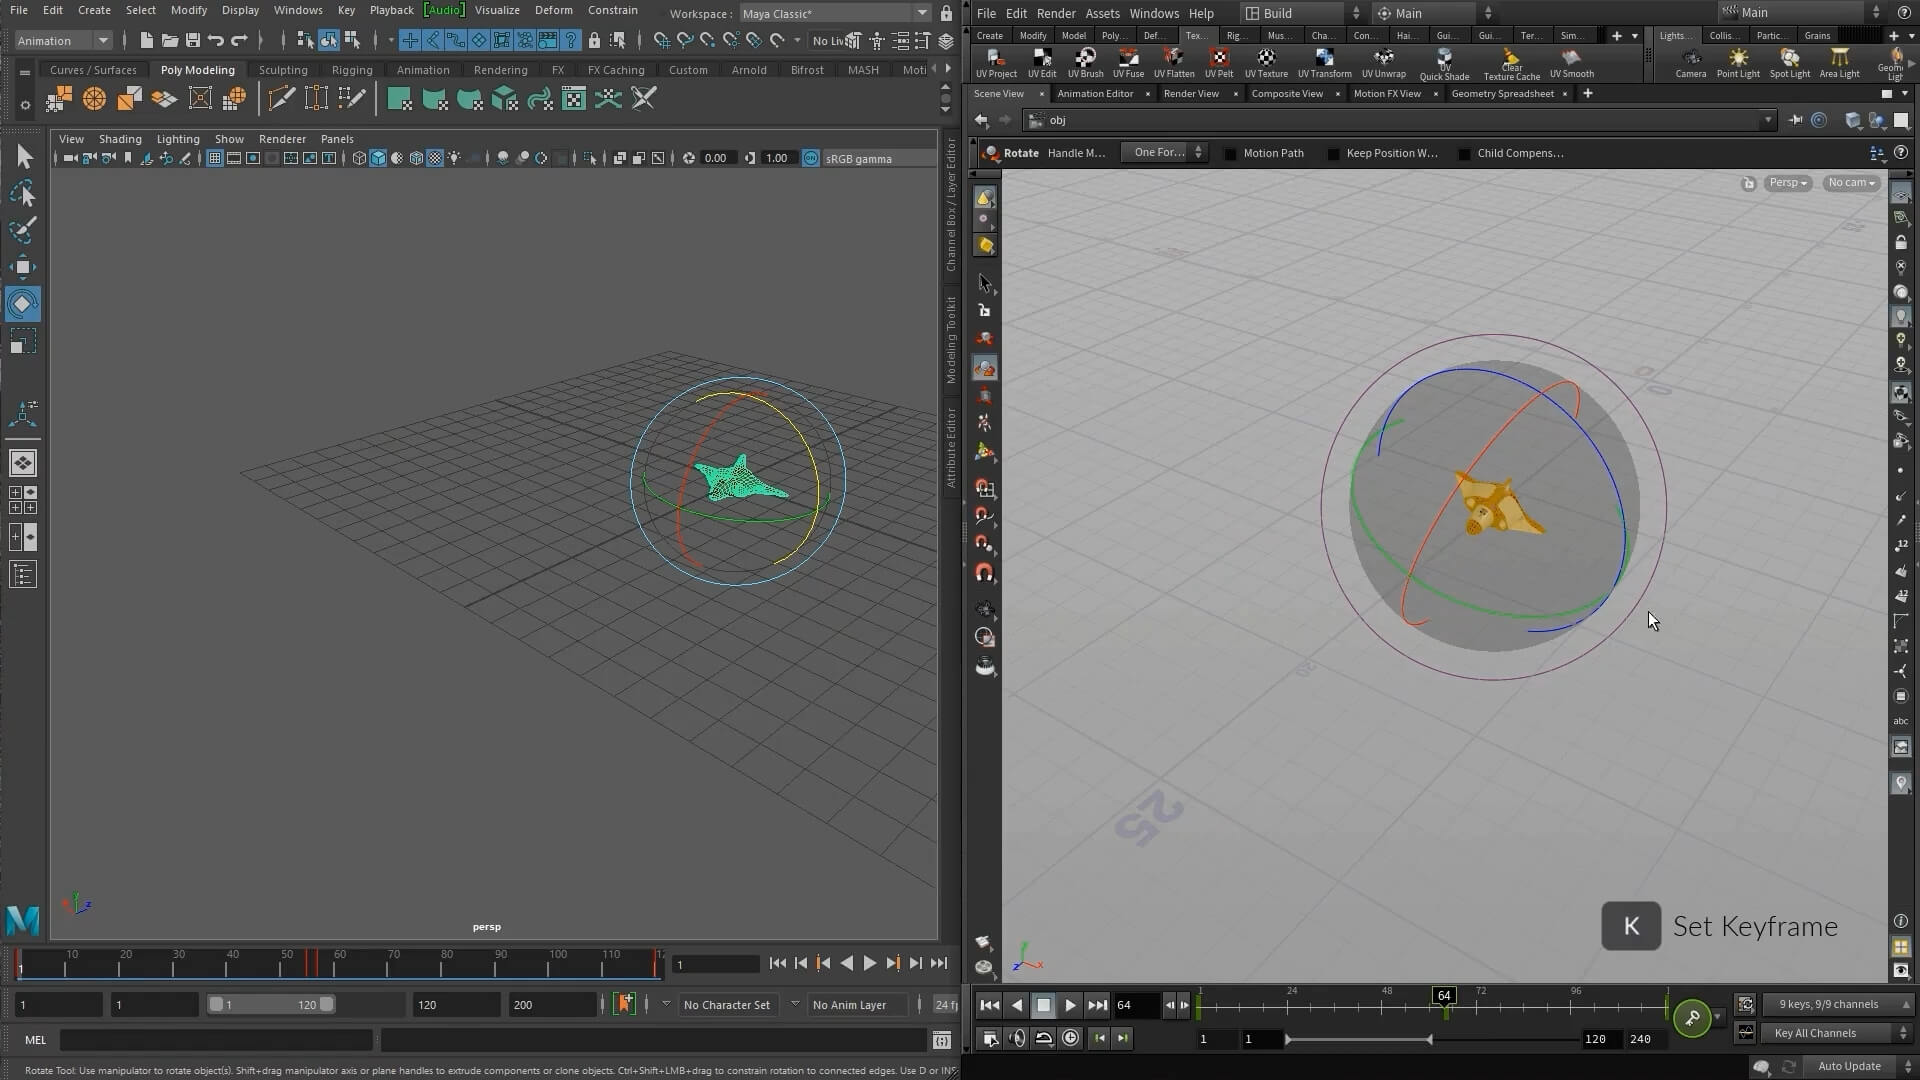 File Edit Create Select Modify Display Windows Key Playback [Audio] Visualize Deform Constrain
Workspace : Maya Classic*
Animation
No Liv
Curves / Surfaces Poly Modeling Sculpting Rigging Animation Rendering FX FX Caching Custom Arnold Bifrost MASH Moti
View Shading Lighting Show Renderer Panels
0.00 1.00 sRGB gamma
Channel Box / Layer Editor
Modeling Toolkit
Attribute Editor
persp
1 10 20 30 40 50 60 70 80 90 100 110 12
1
1 1 1 120 120 200 No Character Set No Anim Layer 24 f
MEL
Rotate Tool: Use manipulator to rotate object(s). Shift+drag manipulator axis or plane handles to extrude components or clone objects. Ctrl+Shift+LMB+drag to constrain rotation to connected edges. Use D or INS
File Edit Render Assets Windows Help Build Main Main
Create Modify Model Poly... Def... Tex... Rig... Mus... Cha... Con... Hai... Gui... Gui... Ter... Sim... Lights... Collis... Partic... Grains
UV Project UV Edit UV Brush UV Fuse UV Flatten UV Pelt UV Texture UV Transform UV Unwrap UV Quick Shade Clear Texture Cache UV Smooth Camera Point Light Spot Light Area Light Geom Ligh
Scene View Animation Editor Render View Composite View Motion FX View Geometry Spreadsheet
obj
Rotate Handle M... One For... Motion Path Keep Position W... Child Compens...
Persp No cam
12
12
abc
25
K Set Keyframe
64 1 24 48 64 72 96 1 9 keys, 9/9 channels
1 1 120 240 Key All Channels
Auto Update